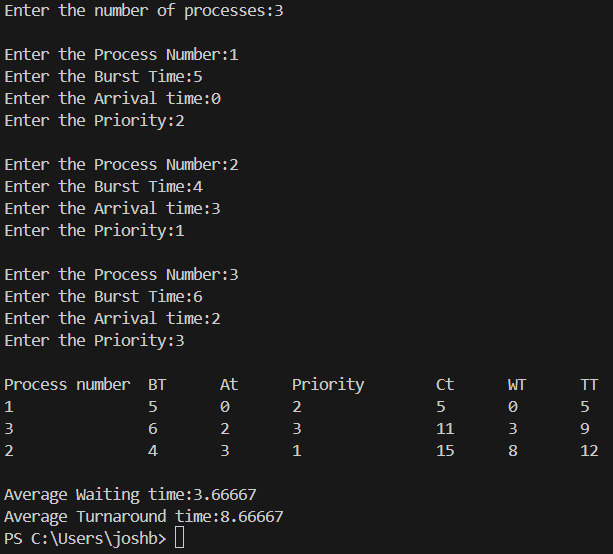 Enter the number of processes:3
Enter the Process Number:1
Enter the Burst Time:5
Enter the Arrival time:0
Enter the Priority:2
Enter the Process Number:2
Enter the Burst Time:4
Enter the Arrival time:3
Enter the Priority:1
Enter the Process Number:3
Enter the Burst Time:6
Enter the Arrival time:2
Enter the Priority:3
Process number BT At Priority Ct WT TT
1 5 0 2 5 0 5
3 6 2 3 11 3 9
2 4 3 1 15 8 12
Average Waiting time:3.66667
Average Turnaround time:8.66667
PS C:\Users\joshb>